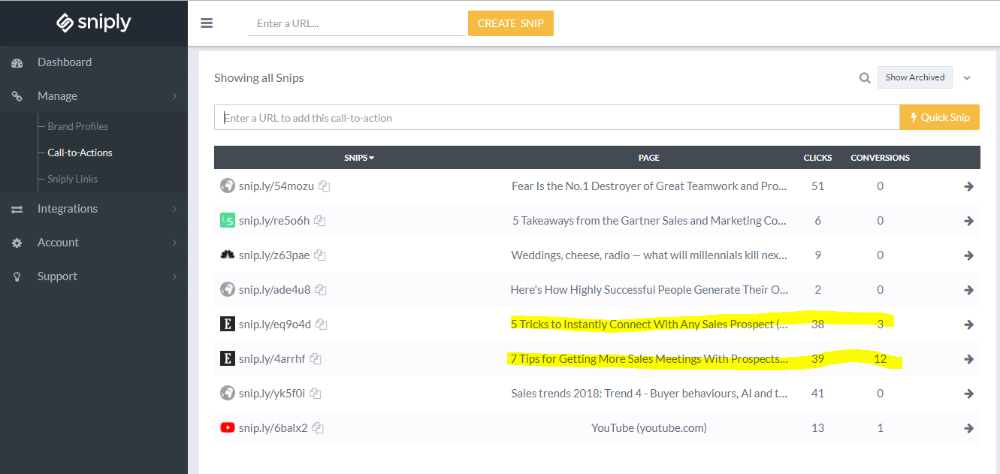 sniply
Enter a URL...
CREATE SNIP
Dashboard
Manage
Brand Profiles
Call-to-Actions
Sniply Links
Integrations
Account
Support
Showing all Snips
Show Archived
Enter a URL to add this call-to-action
Quick Snip
SNIPS PAGE CLICKS CONVERSIONS
snip.ly/54mozu Fear Is the No.1 Destroyer of Great Teamwork and Pro... 51 0
LS snip.ly/re5o6h 5 Takeaways from the Gartner Sales and Marketing Co... 6 0
snip.ly/z63pae Weddings, cheese, radio — what will millennials kill nex... 9 0
snip.ly/ade4u8 Here's How Highly Successful People Generate Their O... 2 0
E snip.ly/eq9o4d 5 Tricks to Instantly Connect With Any Sales Prospect (... 38 3
E snip.ly/4arrhf 7 Tips for Getting More Sales Meetings With Prospects... 39 12
snip.ly/yk5f0i Sales trends 2018: Trend 4 - Buyer behaviours, AI and t... 41 0
snip.ly/6balx2 YouTube (youtube.com) 13 1